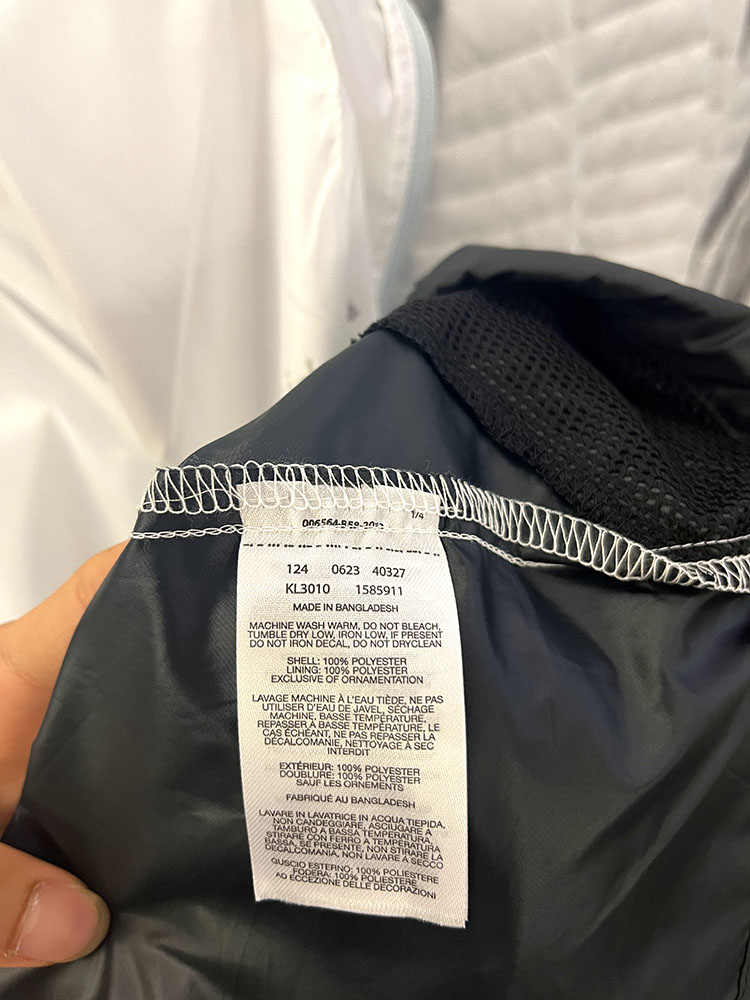 1/4
124 0623 40327
KL3010 1585911
MADE IN BANGLADESH
MACHINE WASH WARM, DO NOT BLEACH,
TUMBLE DRY LOW, IRON LOW, IF PRESENT
DO NOT IRON DECAL, DO NOT DRYCLEAN
SHELL: 100% POLYESTER
LINING: 100% POLYESTER
EXCLUSIVE OF ORNAMENTATION
LAVAGE MACHINE À L'EAU TIÈDE, NE PAS
UTILISER D'EAU DE JAVEL, SÉCHAGE
MACHINE, BASSE TEMPÉRATURE,
REPASSER À BASSE TEMPÉRATURE, LE
CAS ÉCHÉANT, NE PAS REPASSER LA
DÉCALCOMANIE, NETTOYAGE À SEC
INTERDIT
EXTÉRIEUR: 100% POLYESTER
DOUBLURE: 100% POLYESTER
SAUF LES ORNEMENTS
FABRIQUÉ AU BANGLADESH
LAVARE IN LAVATRICE IN ACQUA TIEPIDA,
NON CANDEGGIARE, ASCIUGARE A
TAMBURO A BASSA TEMPERATURA,
STIRARE CON FERRO A TEMPERATURA
BASSA, SE PRESENTE, NON STIRARE LA
DECALCOMANIA, NON LAVARE A SECCO
GUSCIO ESTERNO: 100% POLIESTERE
FODERA: 100% POLIESTERE
AD ECCEZIONE DELLE DECORAZIONI